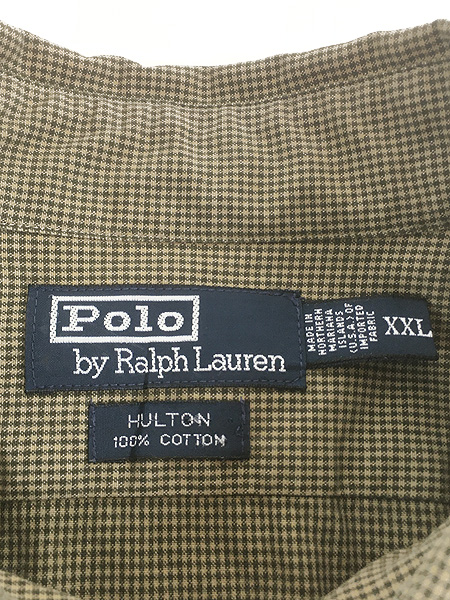 Polo
by Ralph Lauren
MADE IN
NORTHERN
MARIANA
ISLANDS
(U.S.A.) OF
IMPORTED
FABRIC
XXL
HULTON
100% COTTON